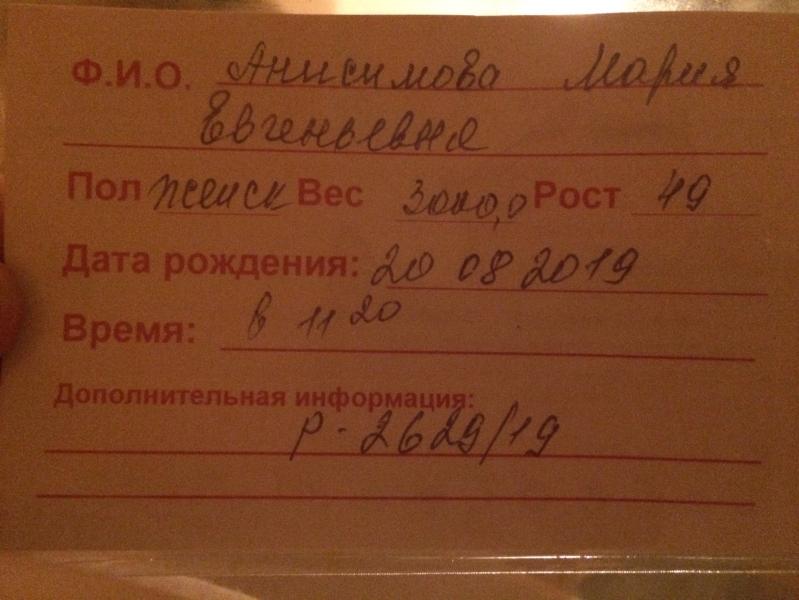 Ф.И.О. Анисимова Мария
Евгеньевна
Пол женск Вес 3000,0 Рост 49
Дата рождения: 20 08 2019
Время: в 11 20
Дополнительная информация:
Р-2629/19